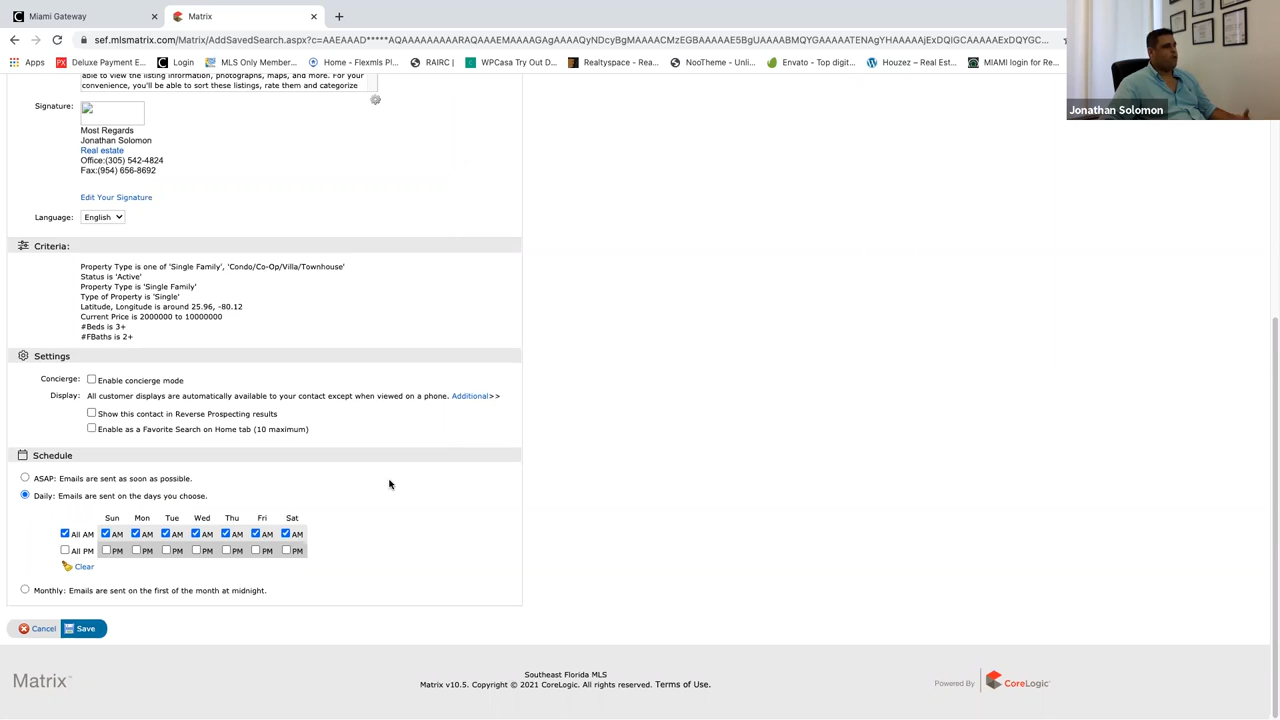 Miami Gateway
Matrix
sef.mlsmatrix.com/Matrix/AddSavedSearch.aspx?c=AAEAAAD*****AQAAAAAAAAARAQAAAEMAAAAGAgAAAAQyNDcyBgMAAAACMzEGBAAAAAE5BgUAAAABMQYGAAAAATENAgYHAAAAAjExDQIGCAAAAAExDQYGC...
Apps
Deluxe Payment E...
Login
MLS Only Member...
Home - Flexmls Pl...
RAIRC |
WPCasa Try Out D...
Realtyspace - Rea...
NooTheme - Unli...
Envato - Top digit...
Houzez – Real Est...
MIAMI login for Re...
Jonathan Solomon
able to view the listing information, photographs, maps, and more. For your
convenience, you'll be able to sort these listings, rate them and categorize
Signature:
Most Regards
Jonathan Solomon
Real estate
Office:(305) 542-4824
Fax:(954) 656-8692
Edit Your Signature
Language: English
Criteria:
Property Type is one of 'Single Family', 'Condo/Co-Op/Villa/Townhouse'
Status is 'Active'
Property Type is 'Single Family'
Type of Property is 'Single'
Latitude, Longitude is around 25.96, -80.12
Current Price is 2000000 to 10000000
#Beds is 3+
#FBaths is 2+
Settings
Concierge: Enable concierge mode
Display: All customer displays are automatically available to your contact except when viewed on a phone. Additional>>
Show this contact in Reverse Prospecting results
Enable as a Favorite Search on Home tab (10 maximum)
Schedule
ASAP: Emails are sent as soon as possible.
Daily: Emails are sent on the days you choose.
Sun Mon Tue Wed Thu Fri Sat
All AM AM AM AM AM AM AM AM
All PM PM PM PM PM PM PM PM
Clear
Monthly: Emails are sent on the first of the month at midnight.
Cancel Save
Matrix™
Southeast Florida MLS
Matrix v10.5. Copyright © 2021 CoreLogic. All rights reserved. Terms of Use.
Powered By CoreLogic